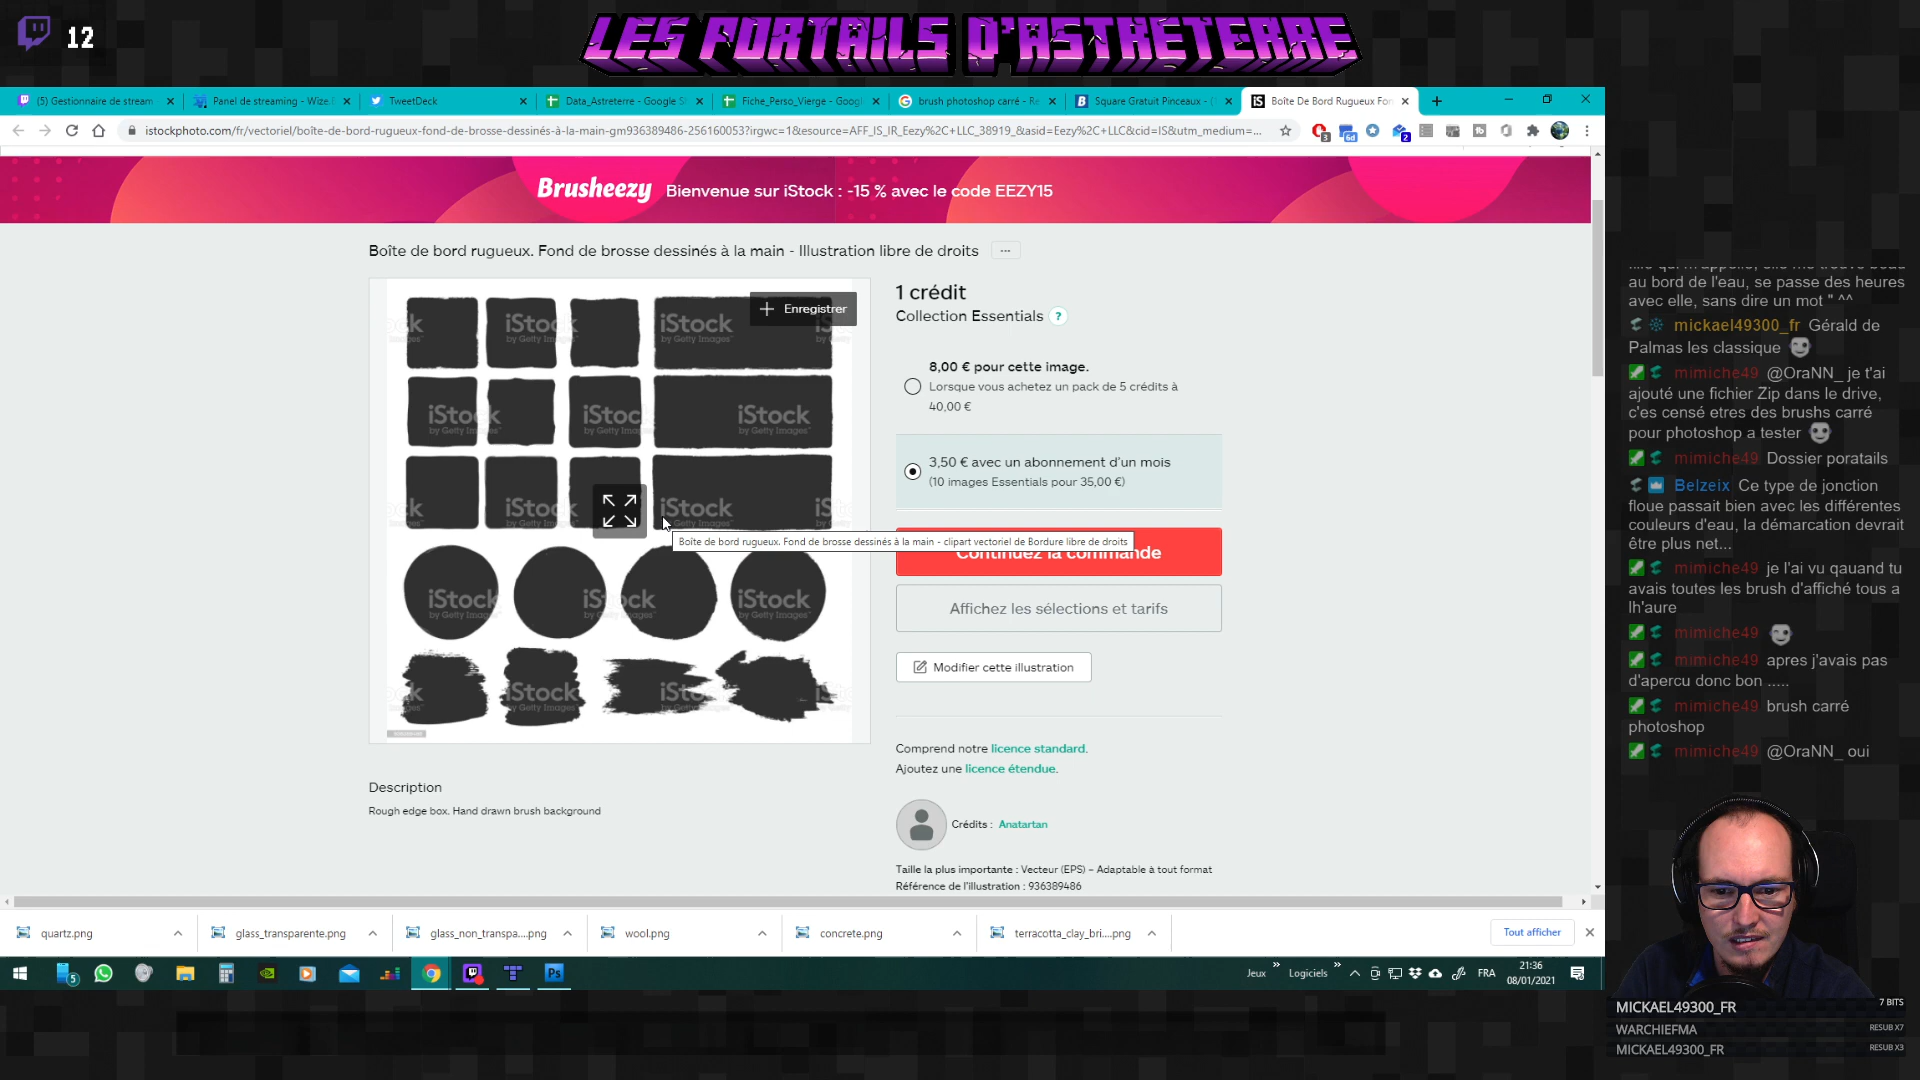 12
LES PORTAILS D'ASTRETERRE
(5) Gestionnaire de stream
Panel de streaming - Wize
TweetDeck
Data_Astreterre - Google S
Fiche_Perso_Vierge - Goog
brush photoshop carré - Re
Square Gratuit Pinceaux - (
Boîte De Bord Rugueux Fon
istockphoto.com/fr/vectoriel/boîte-de-bord-rugueux-fond-de-brosse-dessinés-à-la-main-gm936389486-256160053?irgwc=1&esource=AFF_IS_IR_Eezy%2C+LLC_38919_&asid=Eezy%2C+LLC&cid=IS&utm_medium=...
Brusheezy Bienvenue sur iStock : -15 % avec le code EEZY15
Boîte de bord rugueux. Fond de brosse dessinés à la main - Illustration libre de droits ...
Enregistrer
iStock
by Getty Images
1 crédit
Collection Essentials ?
8,00 € pour cette image.
Lorsque vous achetez un pack de 5 crédits à
40,00 €
3,50 € avec un abonnement d'un mois
(10 images Essentials pour 35,00 €)
Boîte de bord rugueux. Fond de brosse dessinés à la main - clipart vectoriel de Bordure libre de droits
Continuez la commande
Affichez les sélections et tarifs
Modifier cette illustration
Comprend notre licence standard.
Ajoutez une licence étendue.
Crédits : Anatartan
Taille la plus importante : Vecteur (EPS) – Adaptable à tout format
Référence de l'illustration : 936389486
Description
Rough edge box. Hand drawn brush background
quartz.png
glass_transparente.png
glass_non_transpa....png
wool.png
concrete.png
terracotta_clay_bri....png
Tout afficher
Jeux
Logiciels
FRA
21:36
08/01/2021
au bord de l'eau, se passe des heures
avec elle, sans dire un mot " ^^
mickael49300_fr Gérald de
Palmas les classique
mimiche49 @OraNN_ je t'ai
ajouté une fichier Zip dans le drive,
c'es censé etres des brushs carré
pour photoshop a tester
mimiche49 Dossier poratails
Belzeix Ce type de jonction
floue passait bien avec les différentes
couleurs d'eau, la démarcation devrait
être plus net...
mimiche49 je l'ai vu qauand tu
avais toutes les brush d'affiché tous a
lh'aure
mimiche49
mimiche49 apres j'avais pas
d'apercu donc bon .....
mimiche49 brush carré
photoshop
mimiche49 @OraNN_ oui
MICKAEL49300_FR 7 BITS
WARCHIEFMA RESUB X7
MICKAEL49300_FR RESUB X3